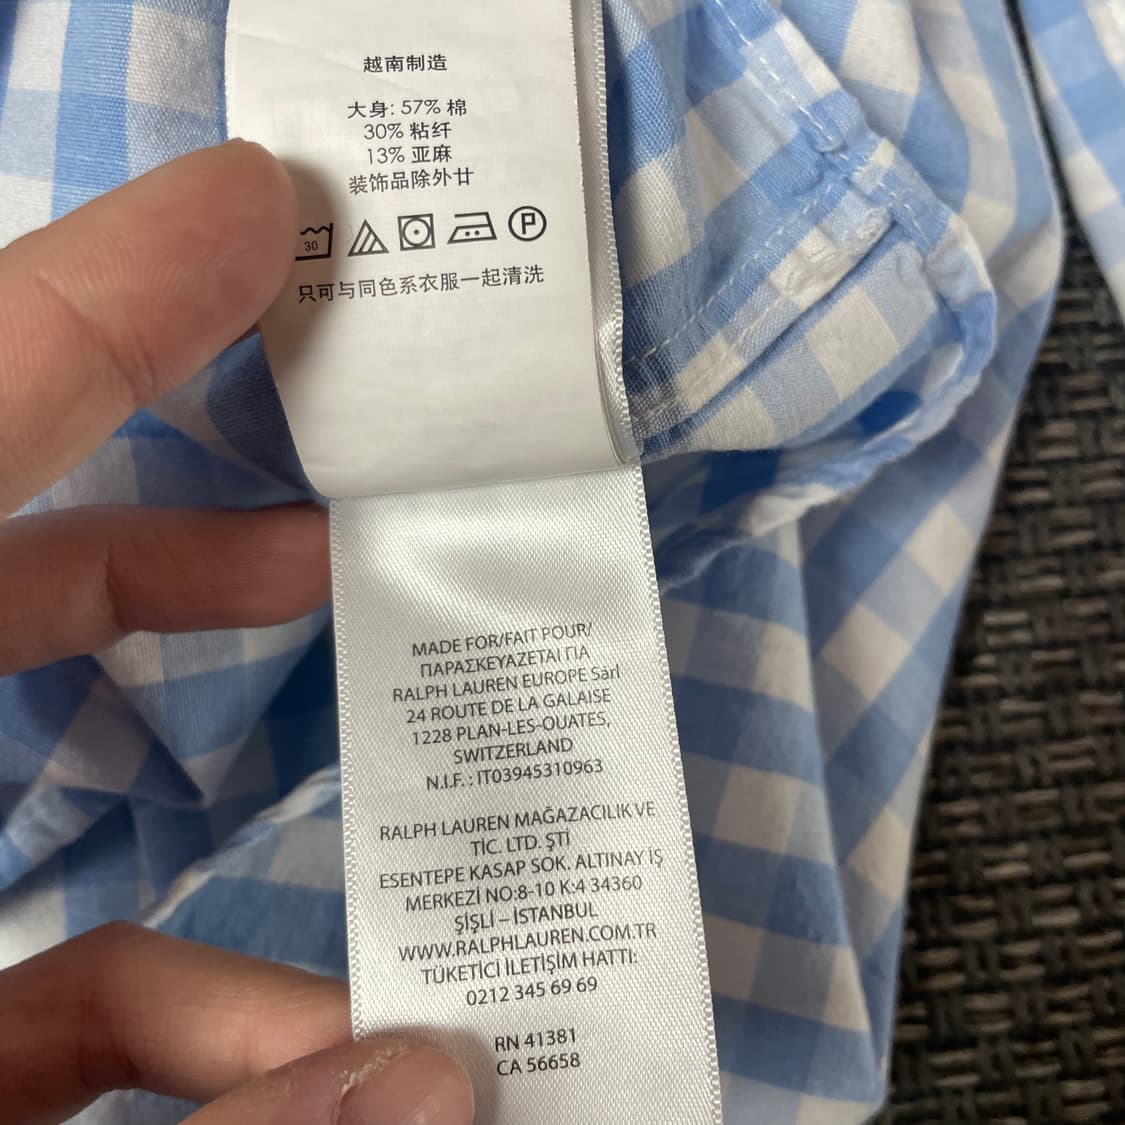 越南制造
大身: 57% 棉
30% 粘纤
13% 亚麻
装饰品除外廿
30
P
只可与同色系衣服一起清洗
MADE FOR/FAIT POUR/
ΠΑΡΑΣΚΕΥΑΖΕΤΑΙ ΓΙΑ
RALPH LAUREN EUROPE Sàrl
24 ROUTE DE LA GALAISE
1228 PLAN-LES-OUATES,
SWITZERLAND
N.I.F. : IT03945310963
RALPH LAUREN MAĞAZACILIK VE
TİC. LTD. ŞTİ
ESENTEPE KASAP SOK. ALTINAY İŞ
MERKEZİ NO:8-10 K:4 34360
ŞİŞLİ – İSTANBUL
WWW.RALPHLAUREN.COM.TR
TÜKETİCİ İLETİŞİM HATTI:
0212 345 69 69
RN 41381
CA 56658